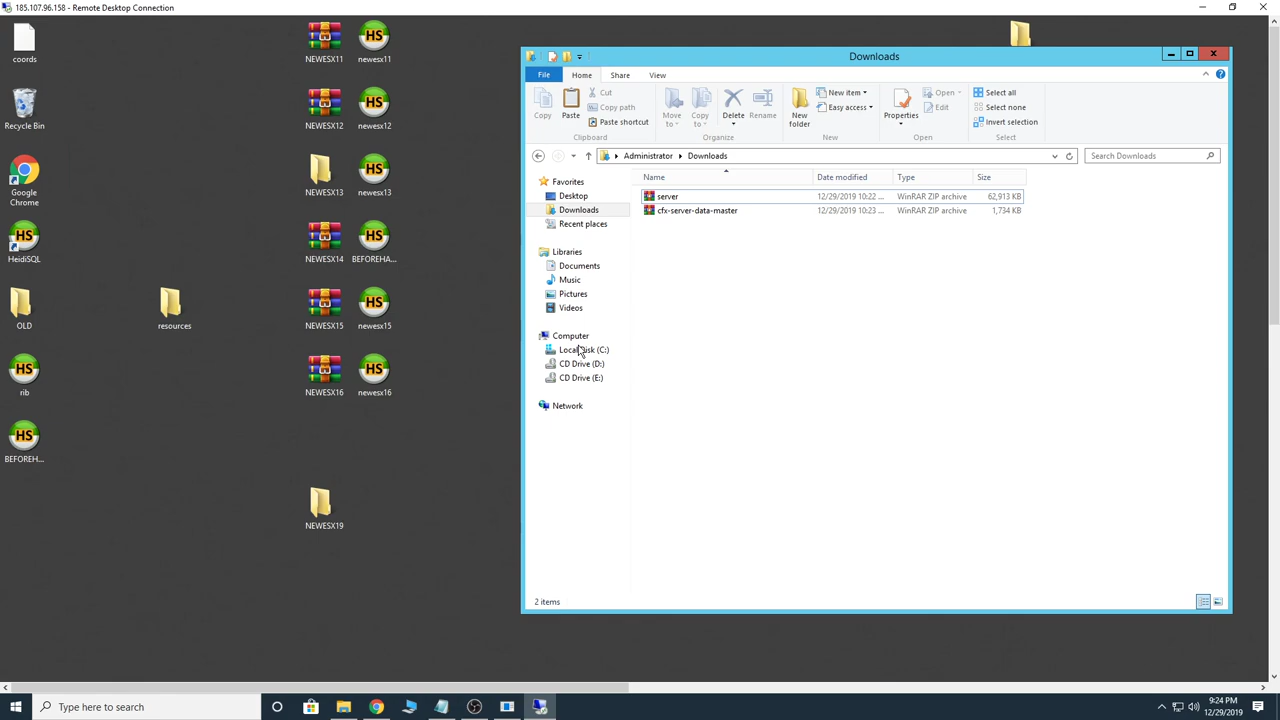 185.107.96.158 - Remote Desktop Connection
coords
NEWESX11
newesx11
Recycle Bin
NEWESX12
newesx12
Google Chrome
NEWESX13
newesx13
HeidiSQL
NEWESX14
BEFOREHA...
OLD
resources
NEWESX15
newesx15
rib
NEWESX16
newesx16
BEFOREH...
NEWESX19
Downloads
File
Home
Share
View
Copy
Paste
Cut
Copy path
Paste shortcut
Clipboard
Move to
Copy to
Delete
Rename
Organize
New folder
New item
Easy access
New
Properties
Open
Edit
Open
Select all
Select none
Invert selection
Select
Administrator
Downloads
Search Downloads
Name
Date modified
Type
Size
server
12/29/2019 10:22 ...
WinRAR ZIP archive
62,913 KB
cfx-server-data-master
12/29/2019 10:23 ...
WinRAR ZIP archive
1,734 KB
Favorites
Desktop
Downloads
Recent places
Libraries
Documents
Music
Pictures
Videos
Computer
Local Disk (C:)
CD Drive (D:)
CD Drive (E:)
Network
2 items
Type here to search
9:24 PM
12/29/2019